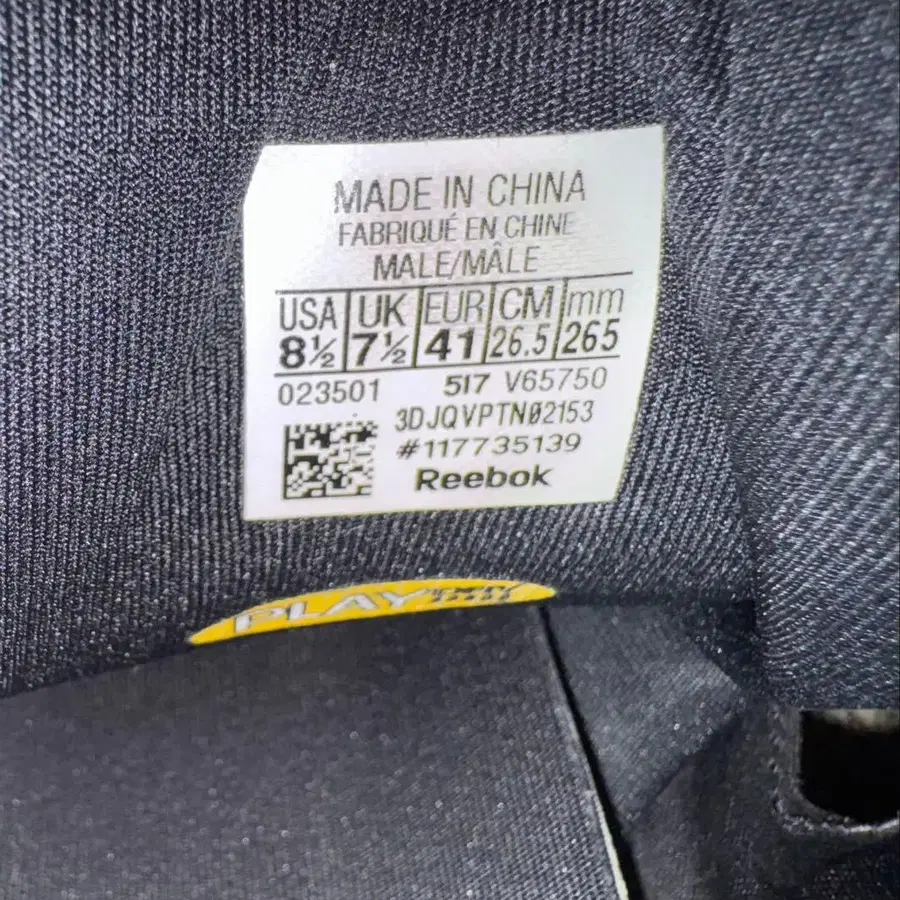 MADE IN CHINA
FABRIQUÉ EN CHINE
MALE/MÂLE
USA UK EUR CM mm
8½ 7½ 41 26.5 265
023501 517 V65750
3DJQVPTN02153
#117735139
Reebok
PLAY